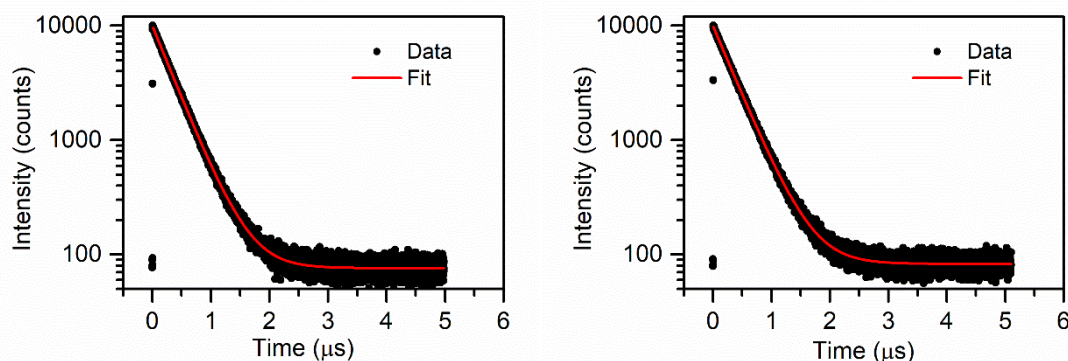 10000
1000
100
Intensity (counts)
Data
Fit
0 1 2 3 4 5 6
Time (μs)
10000
1000
100
Intensity (counts)
Data
Fit
0 1 2 3 4 5 6
Time (μs)